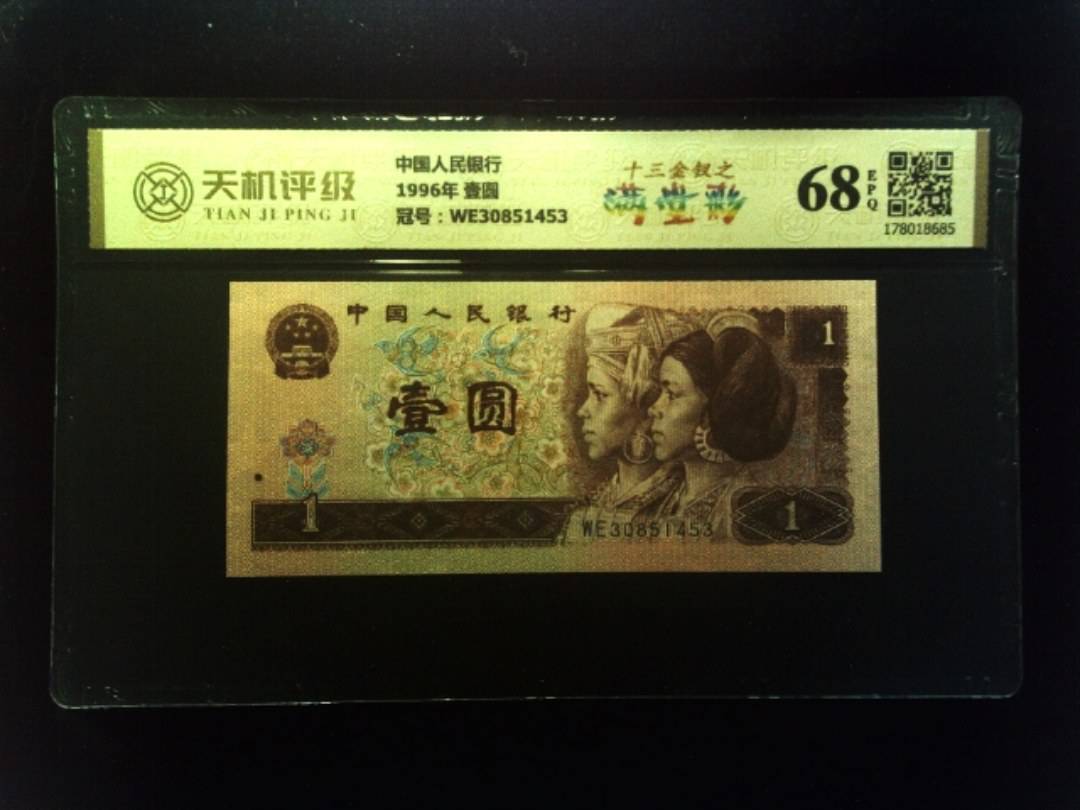 天机评级
TIAN JI PING JI
中国人民银行
1996年 壹圆
冠号：WE30851453
十三金钗之
满堂彩
68
EPQ
178018685
中国人民银行
壹圆
1
1
WE30851453
1